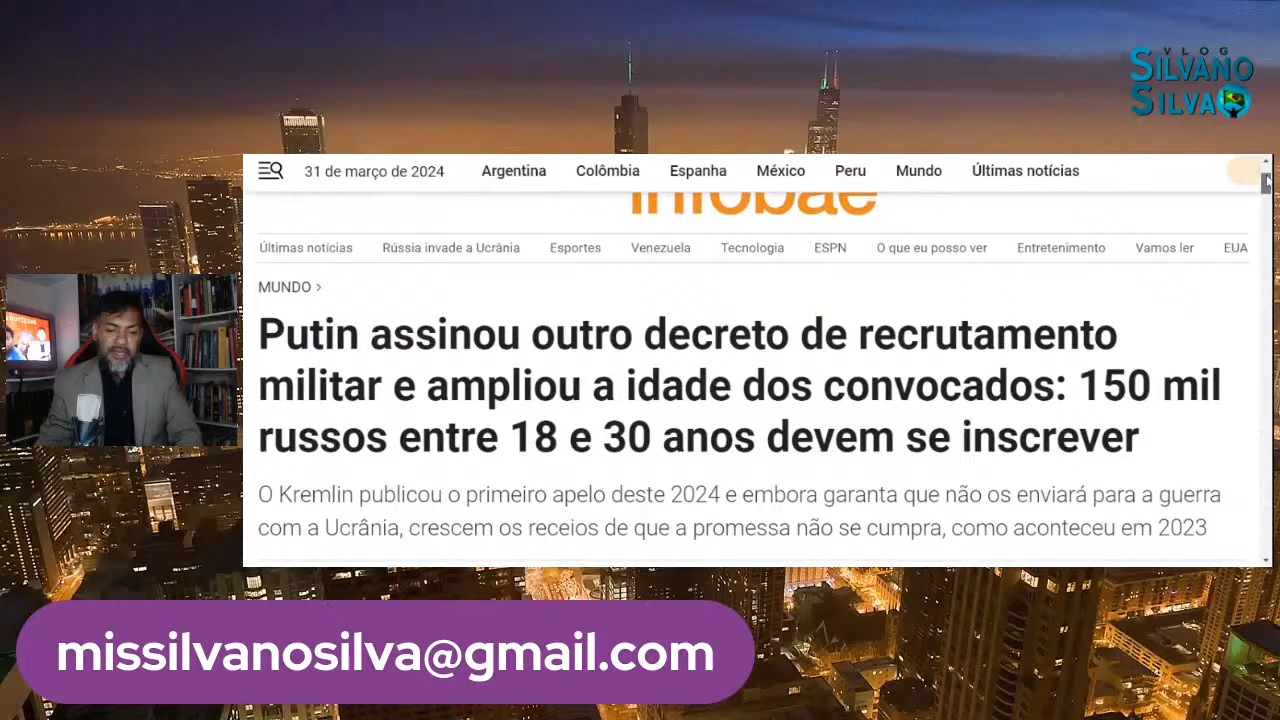 VLOG
SILVANO
SILVA
31 de março de 2024 Argentina Colômbia Espanha México Peru Mundo Últimas notícias
infobae
Últimas notícias Rússia invade a Ucrânia Esportes Venezuela Tecnologia ESPN O que eu posso ver Entretenimento Vamos ler EUA
MUNDO >
Putin assinou outro decreto de recrutamento
militar e ampliou a idade dos convocados: 150 mil
russos entre 18 e 30 anos devem se inscrever
O Kremlin publicou o primeiro apelo deste 2024 e embora garanta que não os enviará para a guerra
com a Ucrânia, crescem os receios de que a promessa não se cumpra, como aconteceu em 2023
missilvanosilva@gmail.com